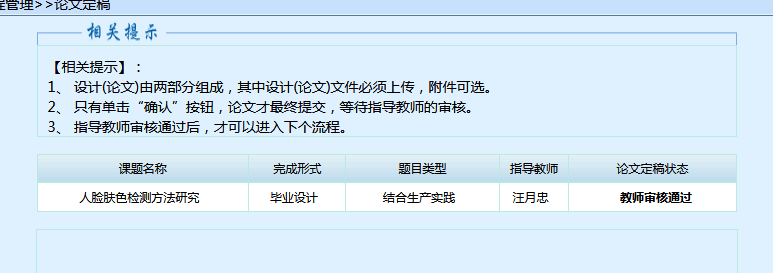 程管理>>论文定稿
相关提示
【相关提示】：
1、 设计(论文)由两部分组成，其中设计(论文)文件必须上传，附件可选。
2、 只有单击“确认”按钮，论文才最终提交，等待指导教师的审核。
3、 指导教师审核通过后，才可以进入下个流程。
课题名称 完成形式 题目类型 指导教师 论文定稿状态
人脸肤色检测方法研究 毕业设计 结合生产实践 汪月忠 教师审核通过